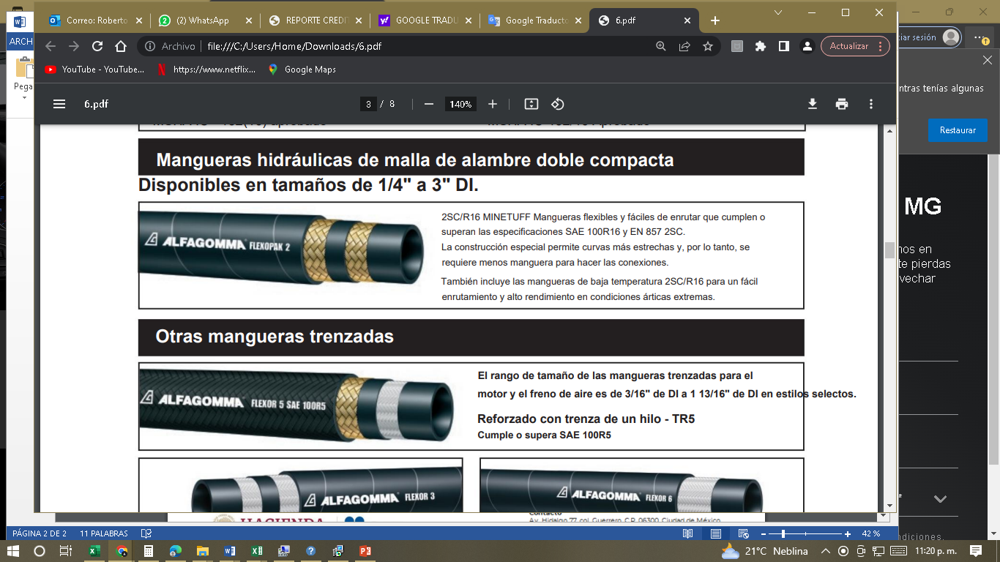 Correo: Roberto
(2) WhatsApp
REPORTE CREDIT
GOOGLE TRADU
Google Traducto
6.pdf
Archivo
file:///C:/Users/Home/Downloads/6.pdf
Actualizar
YouTube - YouTube...
https://www.netflix...
Google Maps
6.pdf
3 / 8
140%
ARCH
Pega
ciar sesión
ntras tenías algunas
Restaurar
MG
nos en
te pierdas
vechar
Mangueras hidráulicas de malla de alambre doble compacta
Disponibles en tamaños de 1/4" a 3" DI.
ALFAGOMMA FLEXOPAK 2
2SC/R16 MINETUFF Mangueras flexibles y fáciles de enrutar que cumplen o
superan las especificaciones SAE 100R16 y EN 857 2SC.
La construcción especial permite curvas más estrechas y, por lo tanto, se
requiere menos manguera para hacer las conexiones.
También incluye las mangueras de baja temperatura 2SC/R16 para un fácil
enrutamiento y alto rendimiento en condiciones árticas extremas.
Otras mangueras trenzadas
ALFAGOMMA FLEXOR 5 SAE 100R5
El rango de tamaño de las mangueras trenzadas para el
motor y el freno de aire es de 3/16" de DI a 1 13/16" de DI en estilos selectos.
Reforzado con trenza de un hilo - TR5
Cumple o supera SAE 100R5
ALFAGOMMA FLEXOR 3
ALFAGOMMA FLEXOR 6
HACIENDA
Contacto
Av. Hidalgo 77, col. Guerrero, C.P. 06300, Ciudad de México.
diciones.
PÁGINA 2 DE 2
11 PALABRAS
42 %
21°C Neblina
11:20 p. m.